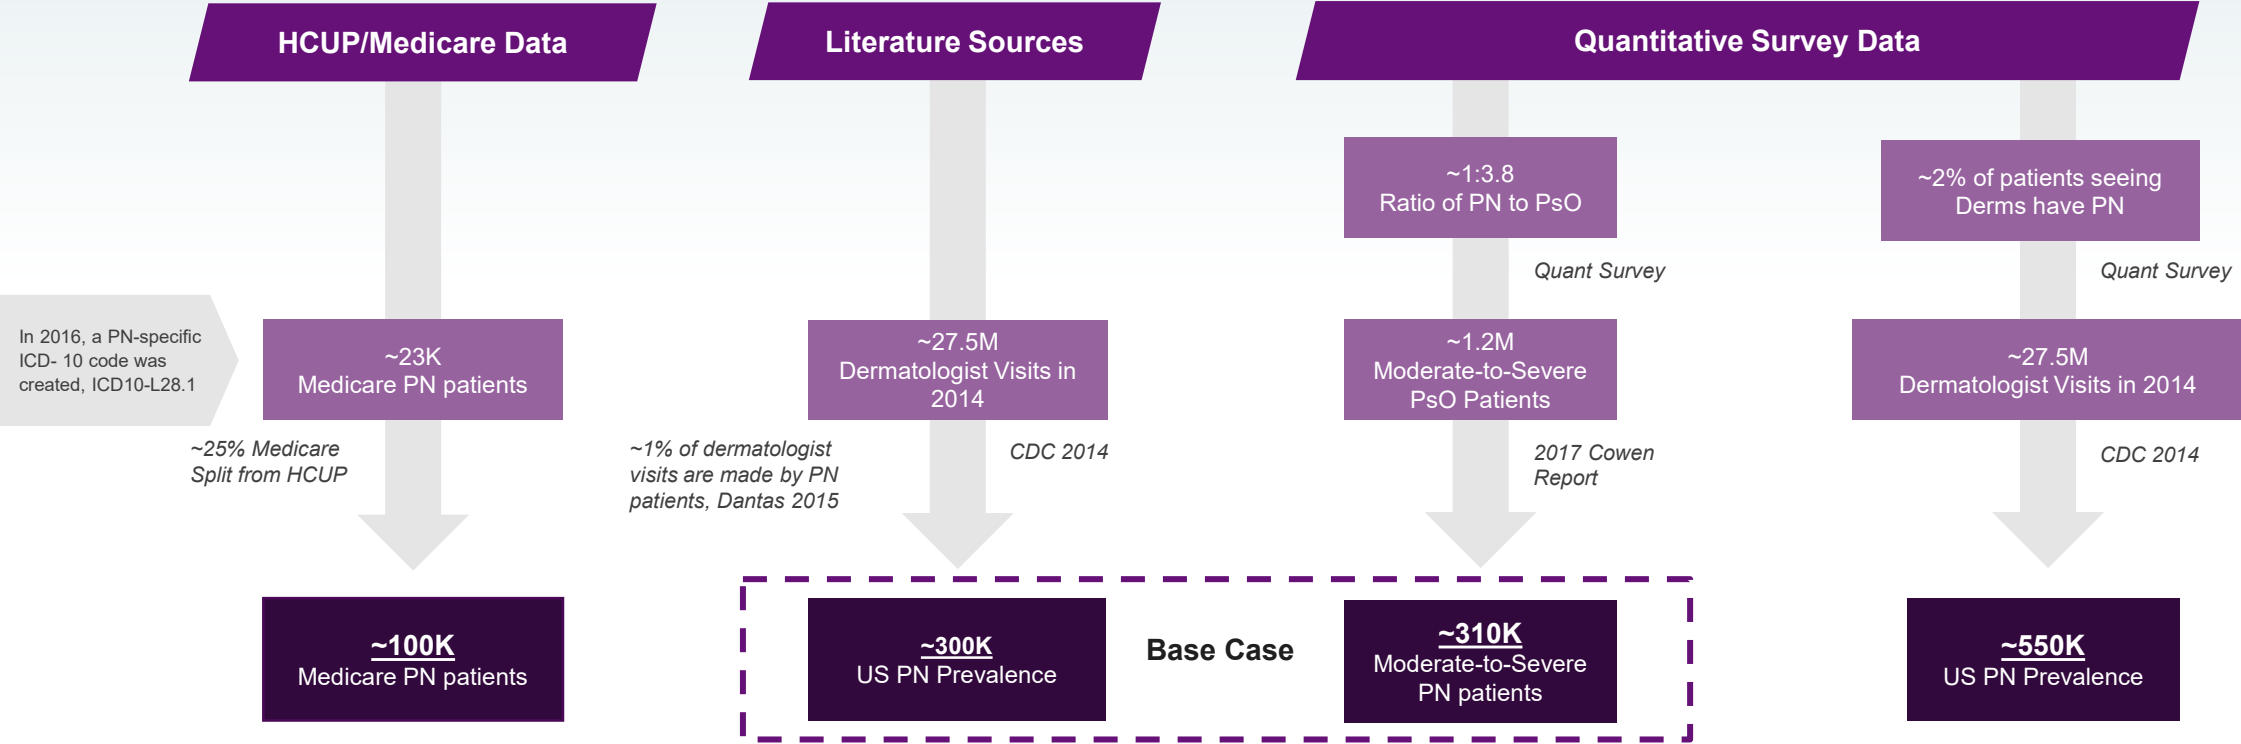 HCUP/Medicare Data
Literature Sources
Quantitative Survey Data
~1:3.8
Ratio of PN to PsO
~2% of patients seeing
Derms have PN
Quant Survey
Quant Survey
In 2016, a PN-specific
ICD- 10 code was
created, ICD10-L28.1
~23K
Medicare PN patients
~27.5M
Dermatologist Visits in
2014
~1.2M
Moderate-to-Severe
PsO Patients
~27.5M
Dermatologist Visits in 2014
~25% Medicare
Split from HCUP
~1% of dermatologist
visits are made by PN
patients, Dantas 2015
CDC 2014
2017 Cowen
Report
CDC 2014
~100K
Medicare PN patients
~300K
US PN Prevalence
Base Case
~310K
Moderate-to-Severe
PN patients
~550K
US PN Prevalence